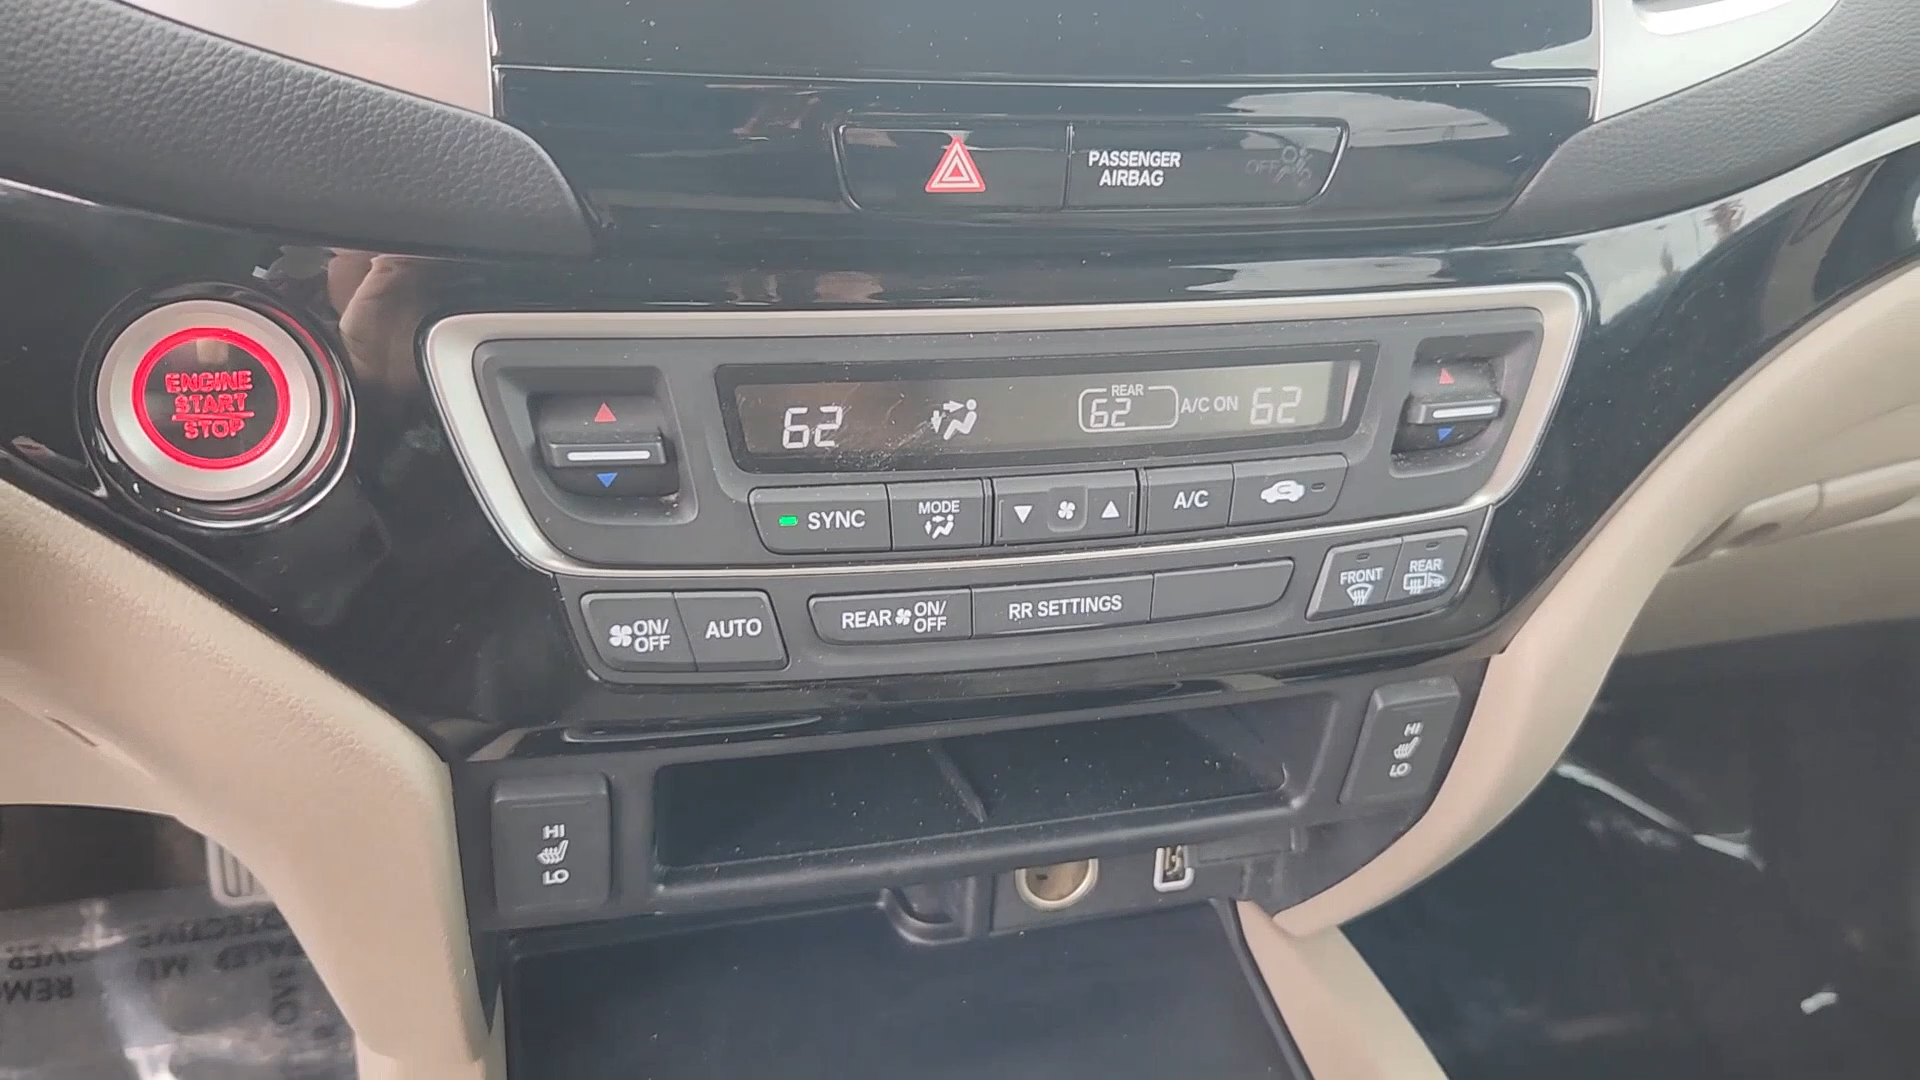 PASSENGER
AIRBAG
OFF
ENGINE
START
STOP
62
REAR
62
A/C ON
62
SYNC
MODE
A/C
ON/
OFF
AUTO
REAR
ON/
OFF
RR SETTINGS
FRONT
REAR
HI
LO
HI
LO